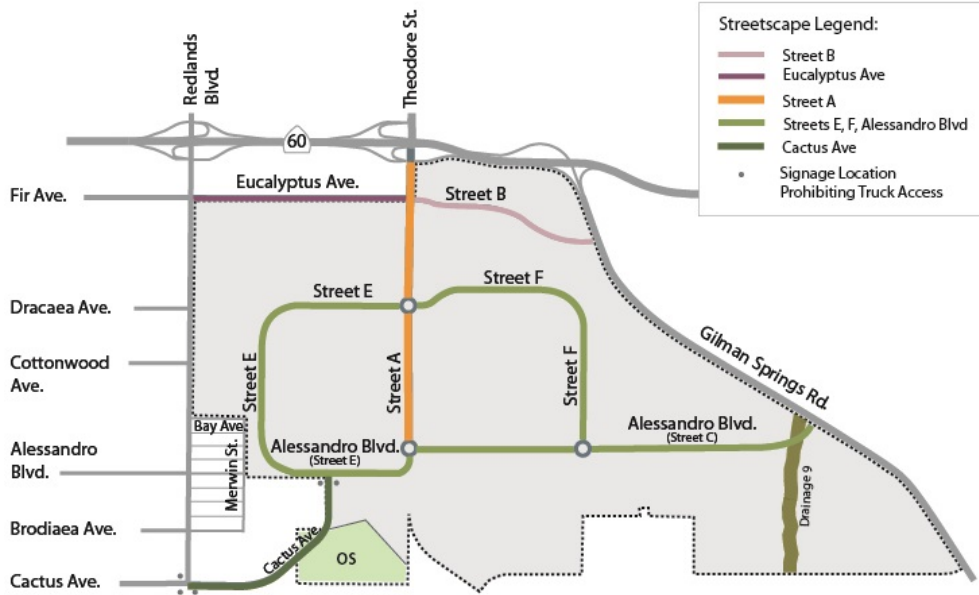 Redlands
Blvd.
Theodore St.
60
Streetscape Legend:
Street B
Eucalyptus Ave
Street A
Streets E, F, Alessandro Blvd
Cactus Ave
Signage Location
Prohibiting Truck Access
Fir Ave.
Eucalyptus Ave.
Street B
Dracaea Ave.
Street E
Street F
Cottonwood
Ave.
Street E
Street A
Street F
Gilman Springs Rd.
Bay Ave.
Alessandro
Blvd.
Merwin St.
Alessandro Blvd.
(Street E)
Alessandro Blvd.
(Street C)
Drainage 9
Brodiaea Ave.
Cactus Ave.
OS
Cactus Ave.